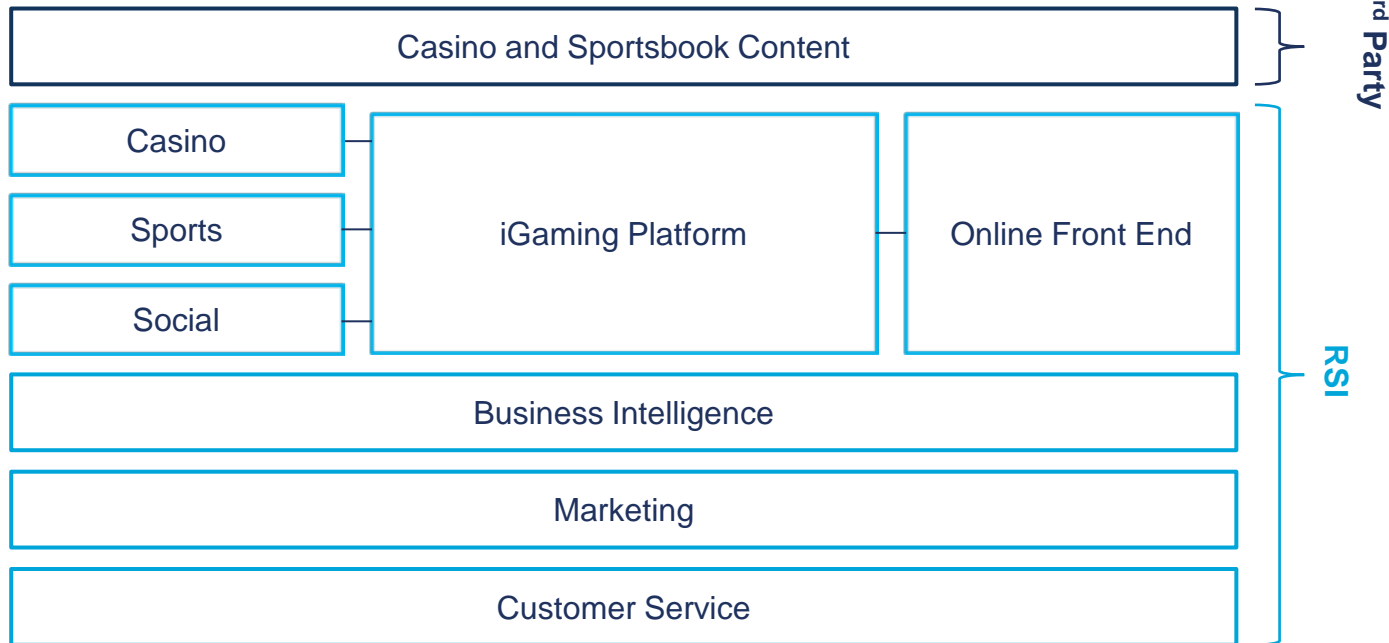 Casino and Sportsbook Content
rd Party
Casino
Sports
Social
iGaming Platform
Online Front End
RSI
Business Intelligence
Marketing
Customer Service